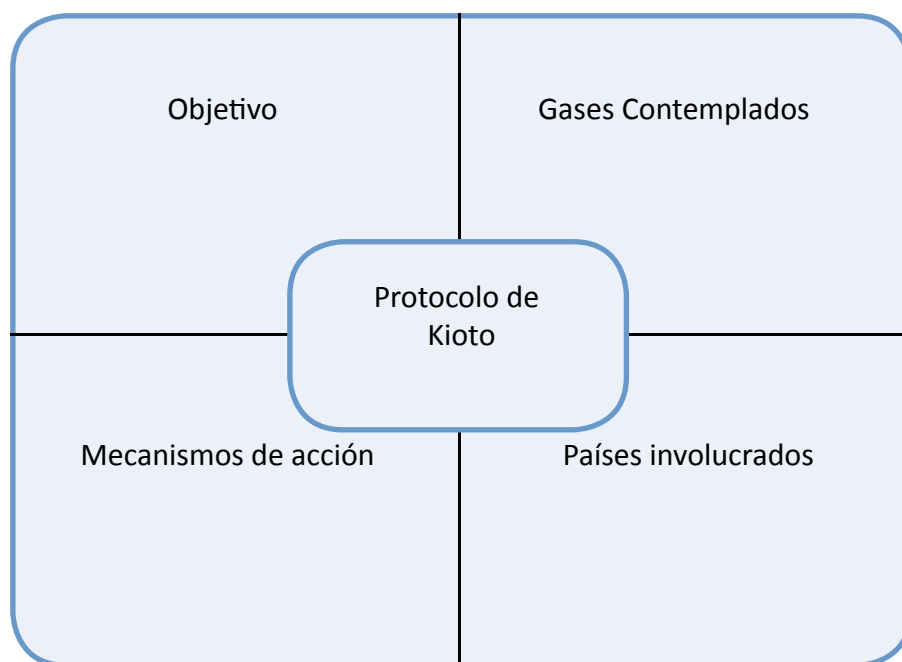 Objetivo
Gases Contemplados
Protocolo de
Kioto
Mecanismos de acción
Países involucrados